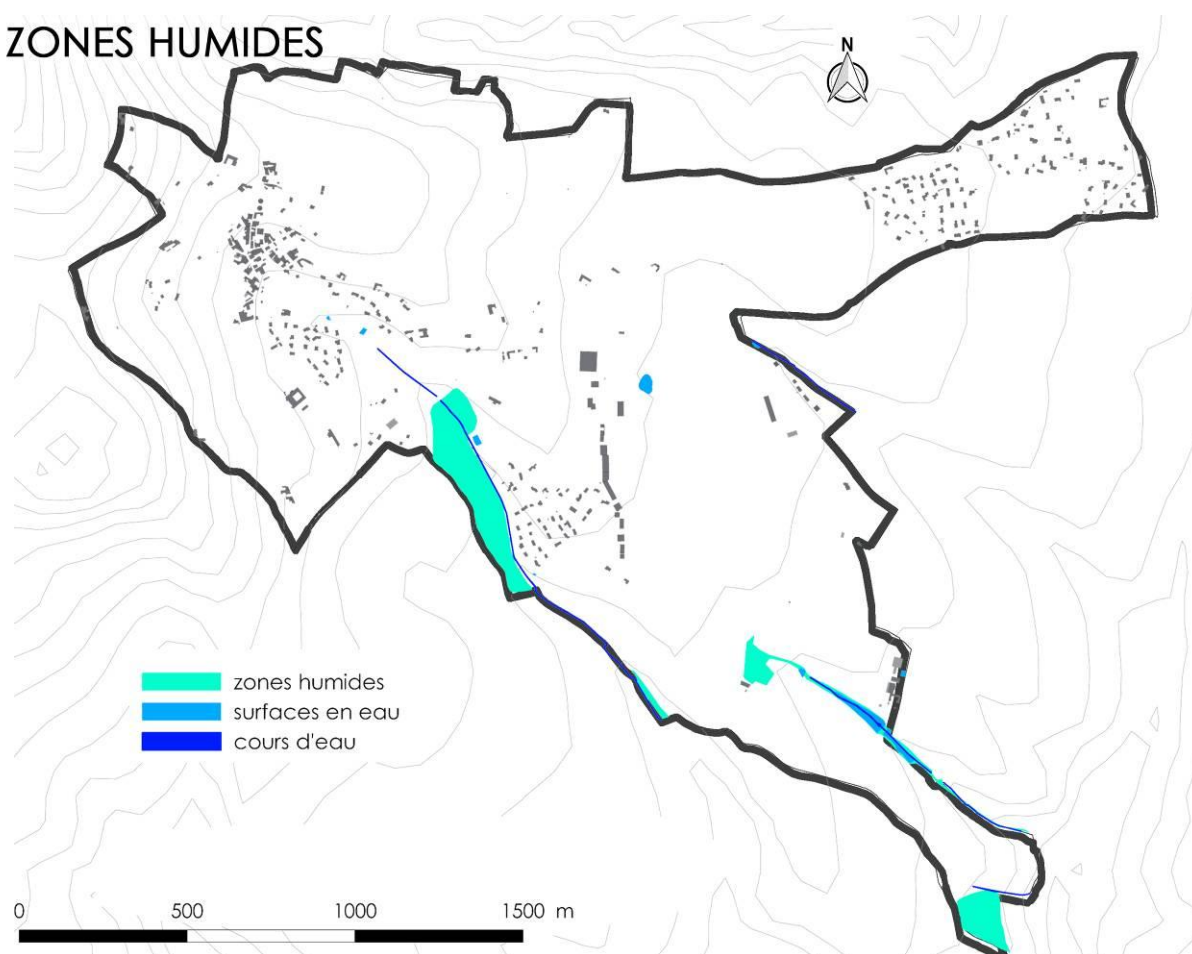 ZONES HUMIDES
N
zones humides
surfaces en eau
cours d'eau
0 500 1000 1500 m